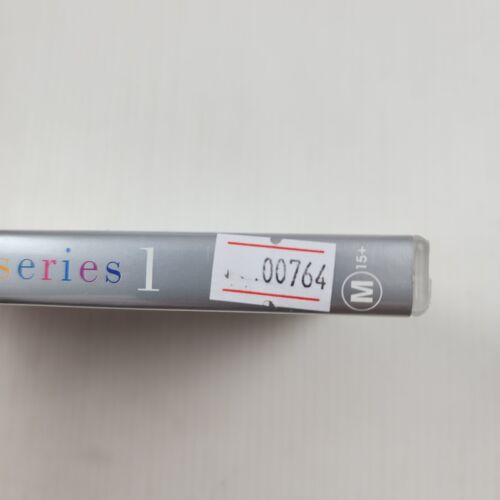 series 1
...00764
M 15+